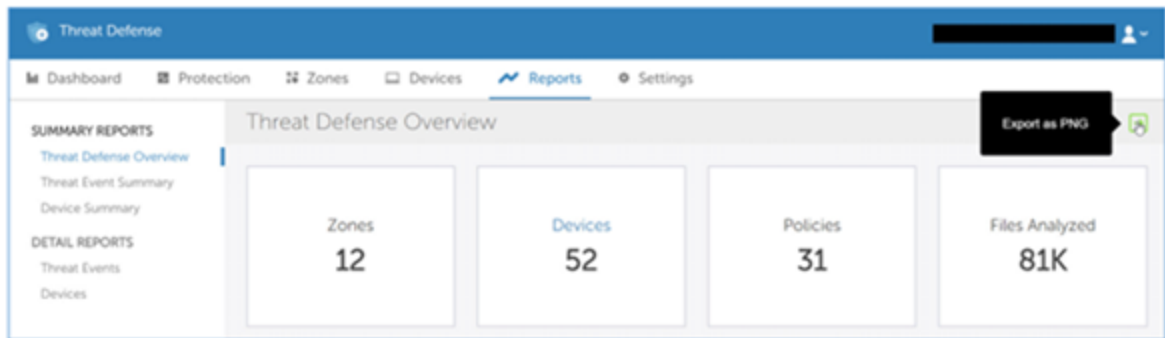 Threat Defense
Dashboard Protection Zones Devices Reports Settings
SUMMARY REPORTS
Threat Defense Overview
Threat Event Summary
Device Summary
DETAIL REPORTS
Threat Events
Devices
Threat Defense Overview
Export as PNG
Zones
12
Devices
52
Policies
31
Files Analyzed
81K